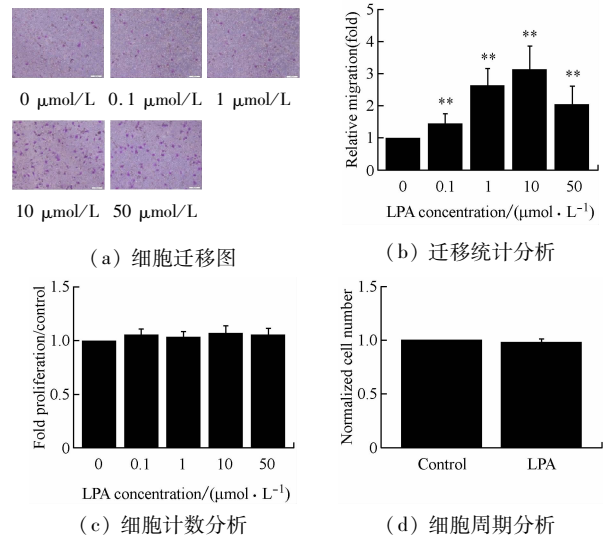 0 μmol/L 0.1 μmol/L 1 μmol/L
10 μmol/L 50 μmol/L
(a) 细胞迁移图
Relative migration(fold)
5
4
3
2
1
0
**
**
**
**
0 0.1 1 10 50
LPA concentration/(μmol · L⁻¹)
(b) 迁移统计分析
Fold proliferation/control
1.5
1.0
0.5
0
0 0.1 1 10 50
LPA concentration/(μmol · L⁻¹)
(c) 细胞计数分析
Normalized cell number
1.5
1.0
0.5
0
Control LPA
(d) 细胞周期分析